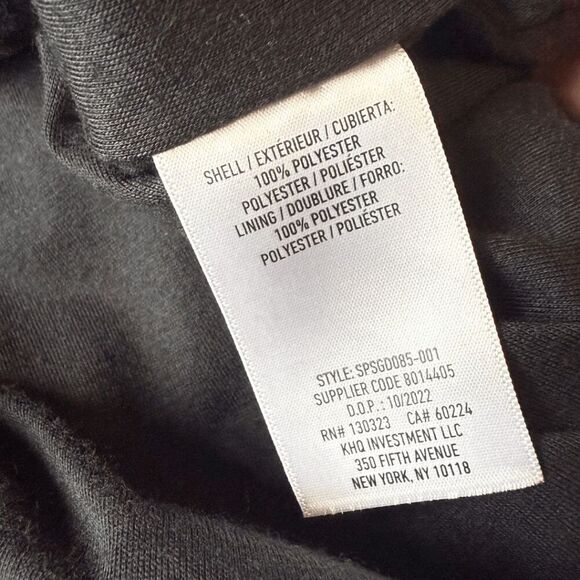 SHELL / EXTÉRIEUR / CUBIERTA:
100% POLYESTER
POLYESTER / POLIÉSTER
LINING / DOUBLURE / FORRO:
100% POLYESTER
POLYESTER / POLIÉSTER
STYLE: SPSGD085-001
SUPPLIER CODE 8014405
D.O.P.: 10/2022
RN# 130323 CA# 60224
KHQ INVESTMENT LLC
350 FIFTH AVENUE
NEW YORK, NY 10118